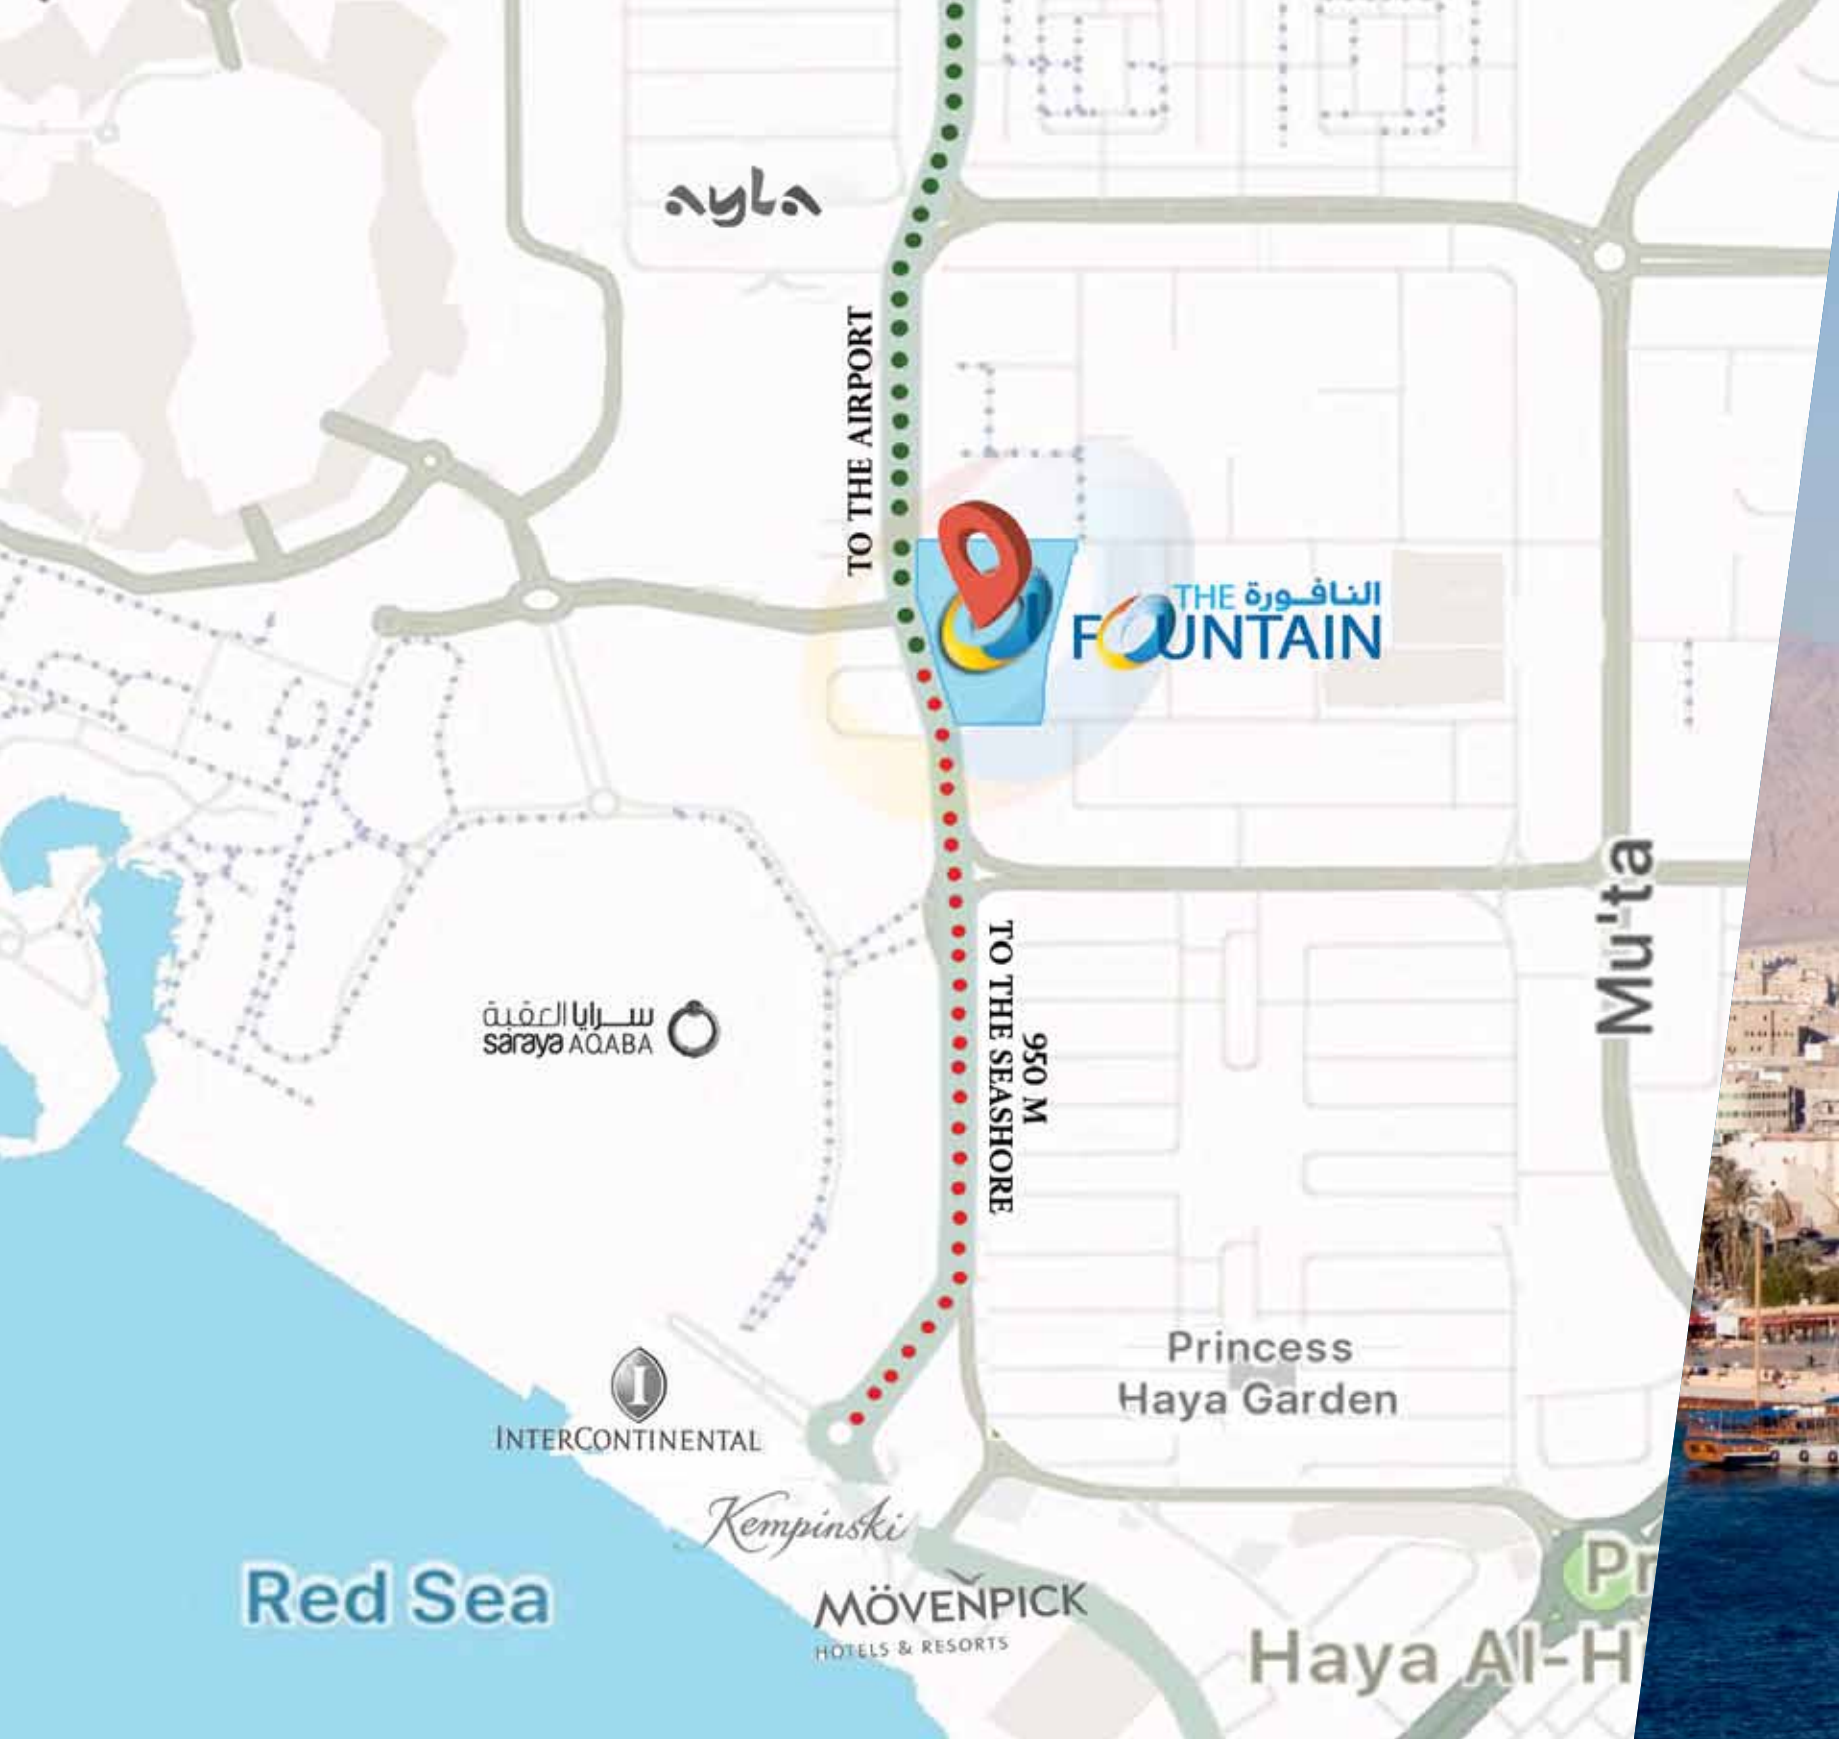 ayla
TO THE AIRPORT
THE النافورة
FOUNTAIN
Mu'ta
950 M
TO THE SEASHORE
سرايا العقبة
saraya AQABA
Princess
Haya Garden
INTERCONTINENTAL
Kempinski
Red Sea
MÖVENPICK
HOTELS & RESORTS
Pr
Haya Al-H